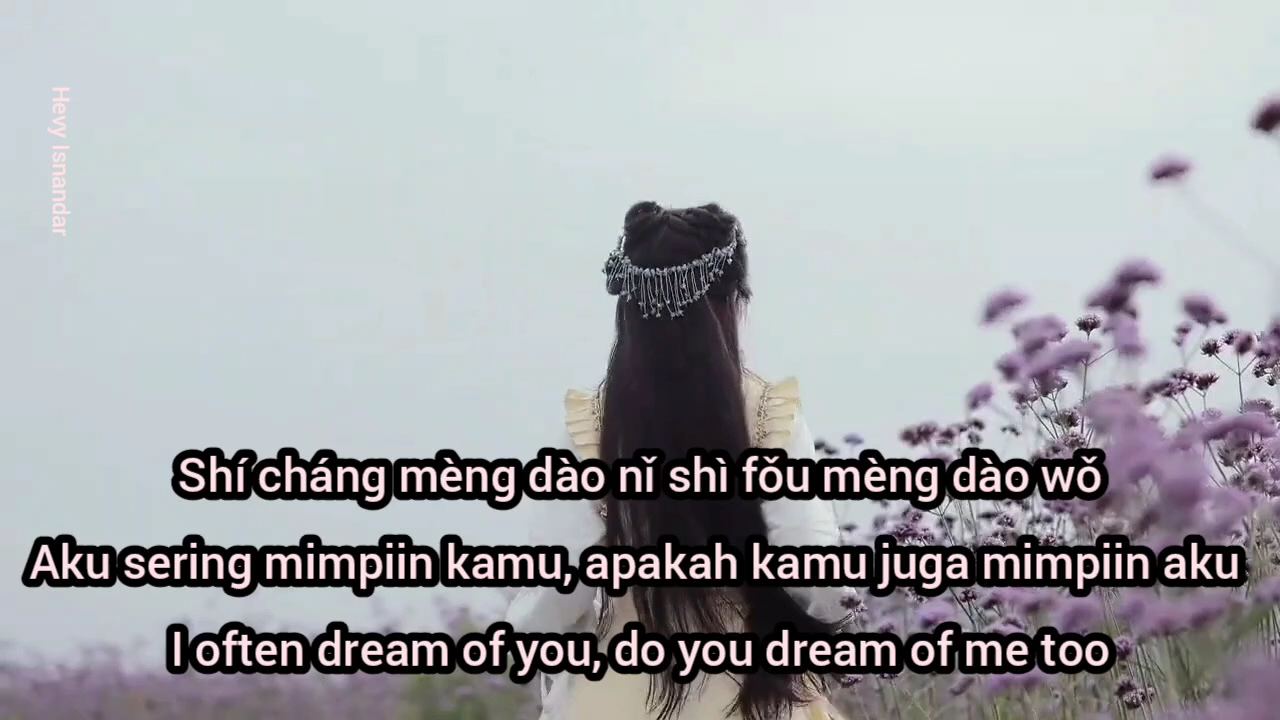 Hevy Isnandar
Shí cháng mèng dào nǐ shì fǒu mèng dào wǒ
Aku sering mimpiin kamu, apakah kamu juga mimpiin aku
I often dream of you, do you dream of me too